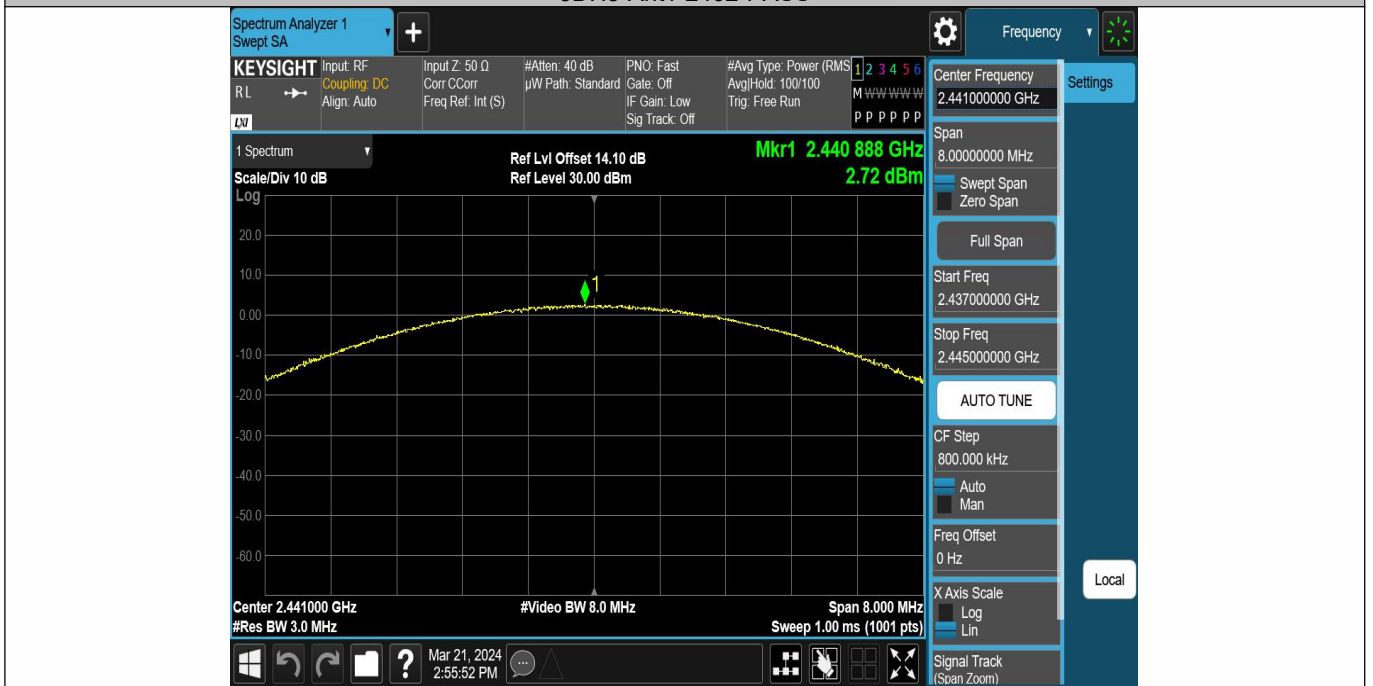 Spectrum Analyzer 1
Swept SA
Frequency
KEYSIGHT
RL
LXI
Input: RF
Coupling: DC
Align: Auto
Input Z: 50 Ω
Corr CCorr
Freq Ref: Int (S)
#Atten: 40 dB
µW Path: Standard
PNO: Fast
Gate: Off
IF Gain: Low
Sig Track: Off
#Avg Type: Power (RMS
Avg|Hold: 100/100
Trig: Free Run
1 2 3 4 5 6
M W W W W W
P P P P P P
Center Frequency
2.441000000 GHz
Settings
Span
8.00000000 MHz
Swept Span
Zero Span
Full Span
Start Freq
2.437000000 GHz
Stop Freq
2.445000000 GHz
AUTO TUNE
CF Step
800.000 kHz
Auto
Man
Freq Offset
0 Hz
X Axis Scale
Log
Lin
Signal Track
(Span Zoom)
Local
1 Spectrum
Scale/Div 10 dB
Ref Lvl Offset 14.10 dB
Ref Level 30.00 dBm
Mkr1 2.440 888 GHz
2.72 dBm
Log
20.0
10.0
1
0.00
-10.0
-20.0
-30.0
-40.0
-50.0
-60.0
Center 2.441000 GHz
#Video BW 8.0 MHz
Span 8.000 MHz
#Res BW 3.0 MHz
Sweep 1.00 ms (1001 pts)
Mar 21, 2024
2:55:52 PM